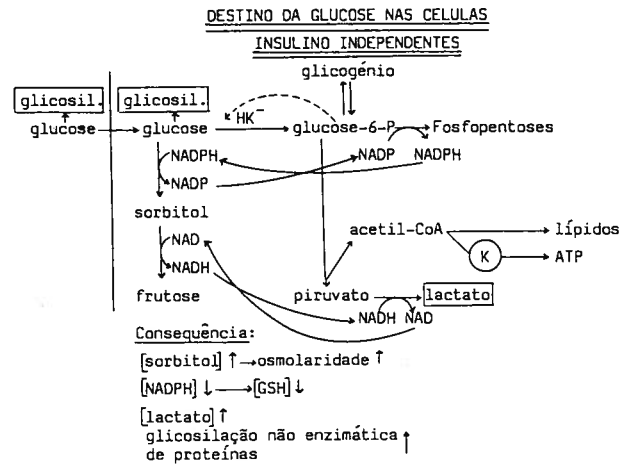 DESTINO DA GLUCOSE NAS CELULAS
INSULINO INDEPENDENTES
glicogénio
glicosil. glicosil.
HK⁻
glucose glucose glucose-6-P Fosfopentoses
NADPH NADP NADPH
NADP
sorbitol
acetil-CoA lípidos
NAD
K ATP
NADH
frutose piruvato lactato
NADH NAD
Consequência:
[sorbitol]↑→osmolaridade↑
[NADPH]↓→[GSH]↓
[lactato]↑
glicosilação não enzimática ↑
de proteínas